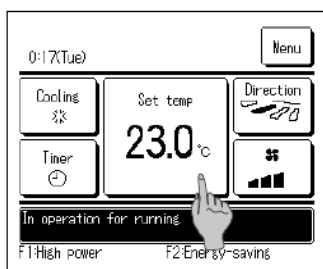 0:17(Tue)
Menu
Cooling
Set temp
Direction
23.0 °C
Timer
In operation for running.
F1:High power
F2:Energy-saving